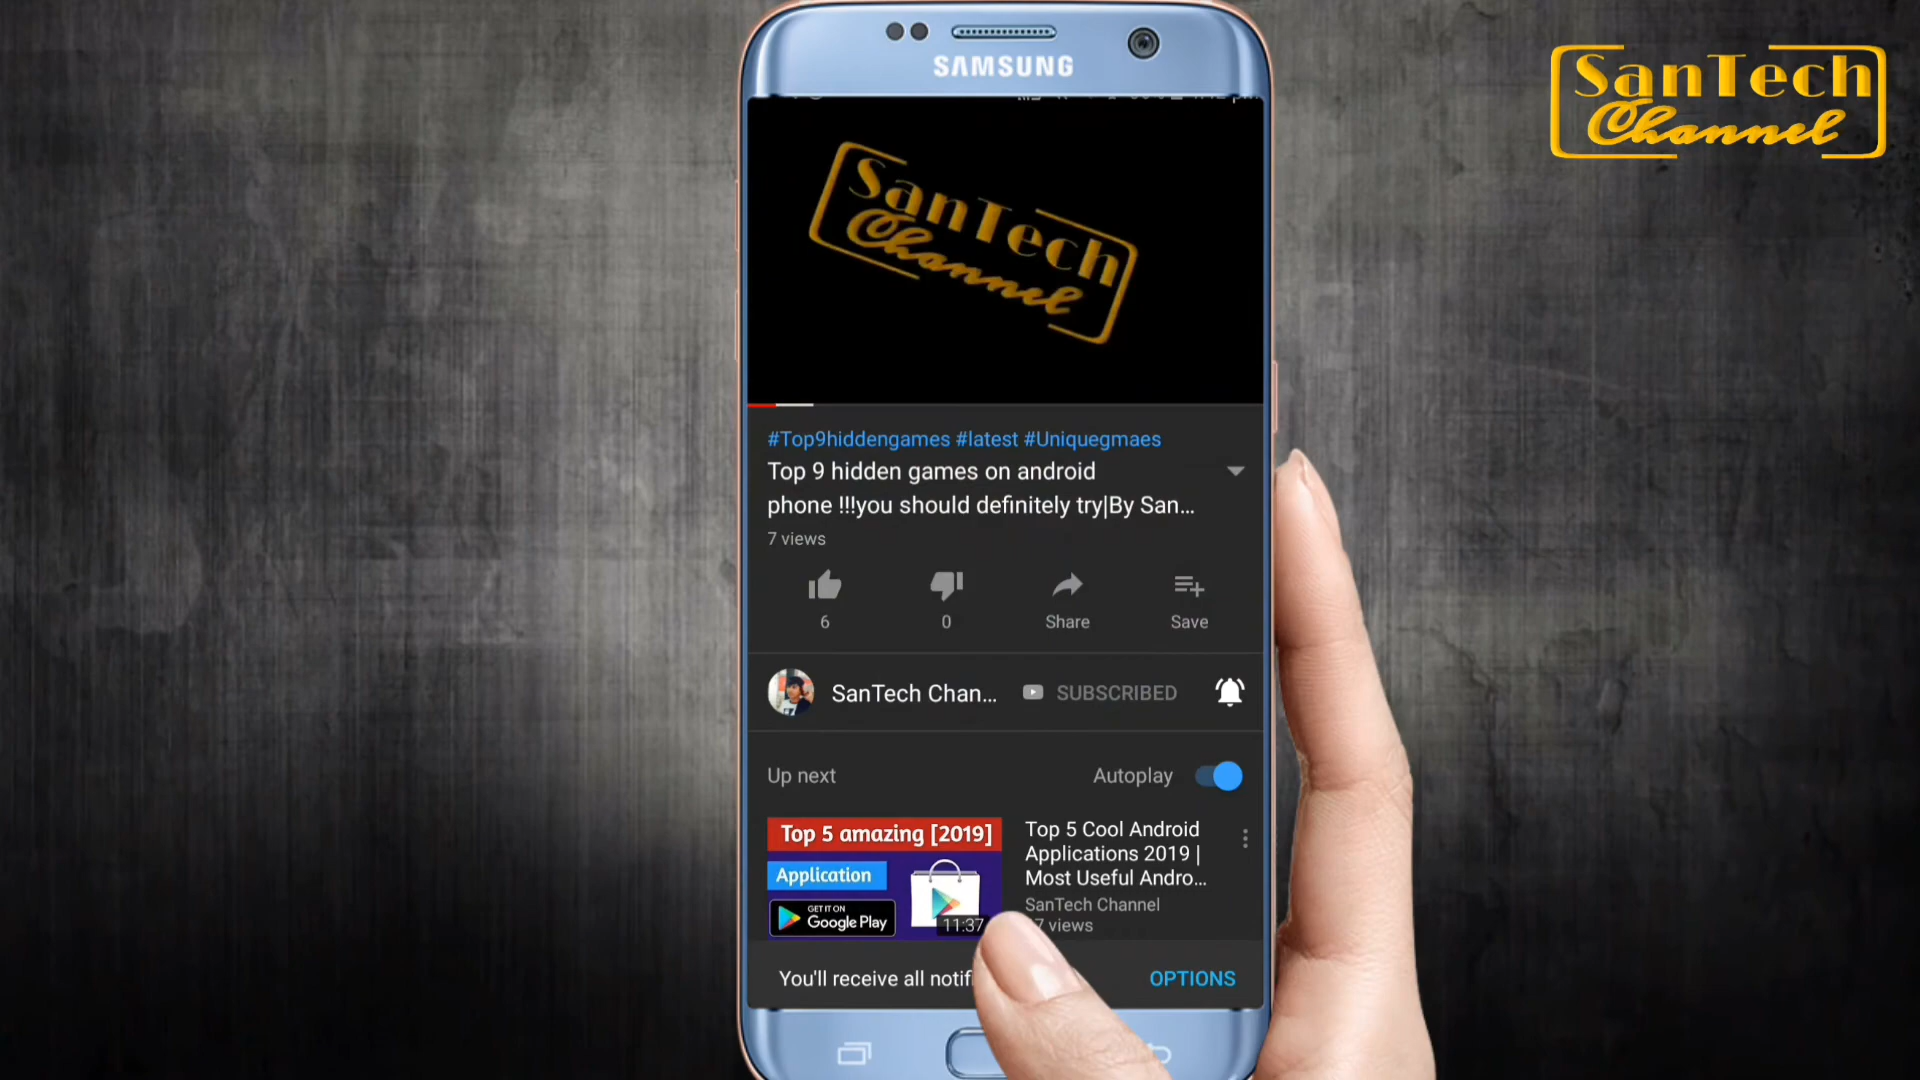 SAMSUNG
SanTech
Channel
SanTech
Channel
#Top9hiddengames #latest #Uniquegmaes
Top 9 hidden games on android
phone !!!you should definitely try|By San...
7 views
6
0
Share
Save
SanTech Chan...
SUBSCRIBED
Up next
Autoplay
Top 5 amazing [2019]
Application
GET IT ON
Google Play
11:37
Top 5 Cool Android
Applications 2019 |
Most Useful Andro...
SanTech Channel
views
You'll receive all
OPTIONS